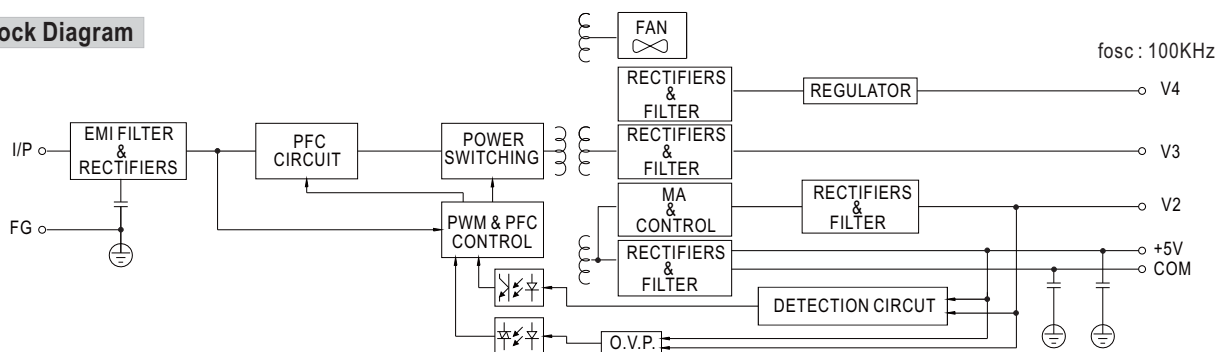 ock Diagram
fosc : 100KHz
FAN
RECTIFIERS
&
FILTER
REGULATOR
V4
I/P
EMI FILTER
&
RECTIFIERS
PFC
CIRCUIT
POWER
SWITCHING
RECTIFIERS
&
FILTER
V3
MA
&
CONTROL
RECTIFIERS
&
FILTER
V2
FG
PWM & PFC
CONTROL
RECTIFIERS
&
FILTER
+5V
COM
DETECTION CIRCUT
O.V.P.